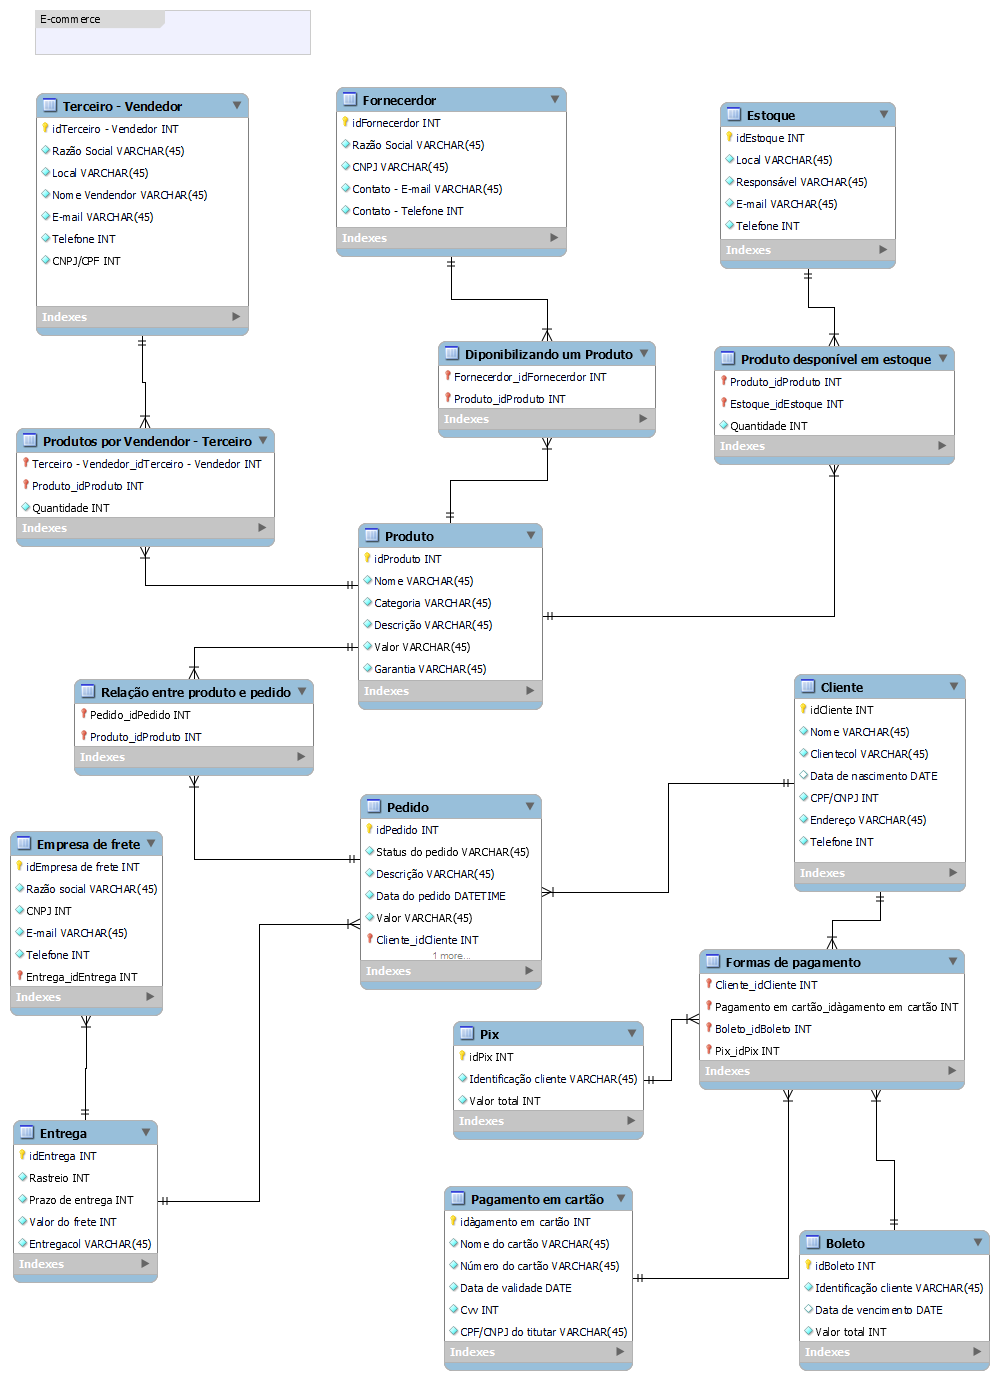 E-commerce
Terceiro - Vendedor
idTerceiro - Vendedor INT
Razão Social VARCHAR(45)
Local VARCHAR(45)
Nome Vendendor VARCHAR(45)
E-mail VARCHAR(45)
Telefone INT
CNPJ/CPF INT
Indexes
Fornecerdor
idFornecerdor INT
Razão Social VARCHAR(45)
CNPJ VARCHAR(45)
Contato - E-mail VARCHAR(45)
Contato - Telefone INT
Indexes
Estoque
idEstoque INT
Local VARCHAR(45)
Responsável VARCHAR(45)
E-mail VARCHAR(45)
Telefone INT
Indexes
Diponibilizando um Produto
Fornecerdor_idFornecerdor INT
Produto_idProduto INT
Indexes
Produto desponível em estoque
Produto_idProduto INT
Estoque_idEstoque INT
Quantidade INT
Indexes
Produtos por Vendendor - Terceiro
Terceiro - Vendedor_idTerceiro - Vendedor INT
Produto_idProduto INT
Quantidade INT
Indexes
Produto
idProduto INT
Nome VARCHAR(45)
Categoria VARCHAR(45)
Descrição VARCHAR(45)
Valor VARCHAR(45)
Garantia VARCHAR(45)
Indexes
Relação entre produto e pedido
Pedido_idPedido INT
Produto_idProduto INT
Indexes
Cliente
idCliente INT
Nome VARCHAR(45)
Clientecol VARCHAR(45)
Data de nascimento DATE
CPF/CNPJ INT
Endereço VARCHAR(45)
Telefone INT
Indexes
Pedido
idPedido INT
Status do pedido VARCHAR(45)
Descrição VARCHAR(45)
Data do pedido DATETIME
Valor VARCHAR(45)
Cliente_idCliente INT
1 more...
Indexes
Empresa de frete
idEmpresa de frete INT
Razão social VARCHAR(45)
CNPJ INT
E-mail VARCHAR(45)
Telefone INT
Entrega_idEntrega INT
Indexes
Formas de pagamento
Cliente_idCliente INT
Pagamento em cartão_idàgamento em cartão INT
Boleto_idBoleto INT
Pix_idPix INT
Indexes
Pix
idPix INT
Identificação cliente VARCHAR(45)
Valor total INT
Indexes
Entrega
idEntrega INT
Rastreio INT
Prazo de entrega INT
Valor do frete INT
Entregacol VARCHAR(45)
Indexes
Pagamento em cartão
idàgamento em cartão INT
Nome do cartão VARCHAR(45)
Número do cartão VARCHAR(45)
Data de validade DATE
Cvv INT
CPF/CNPJ do titutar VARCHAR(45)
Indexes
Boleto
idBoleto INT
Identificação cliente VARCHAR(45)
Data de vencimento DATE
Valor total INT
Indexes